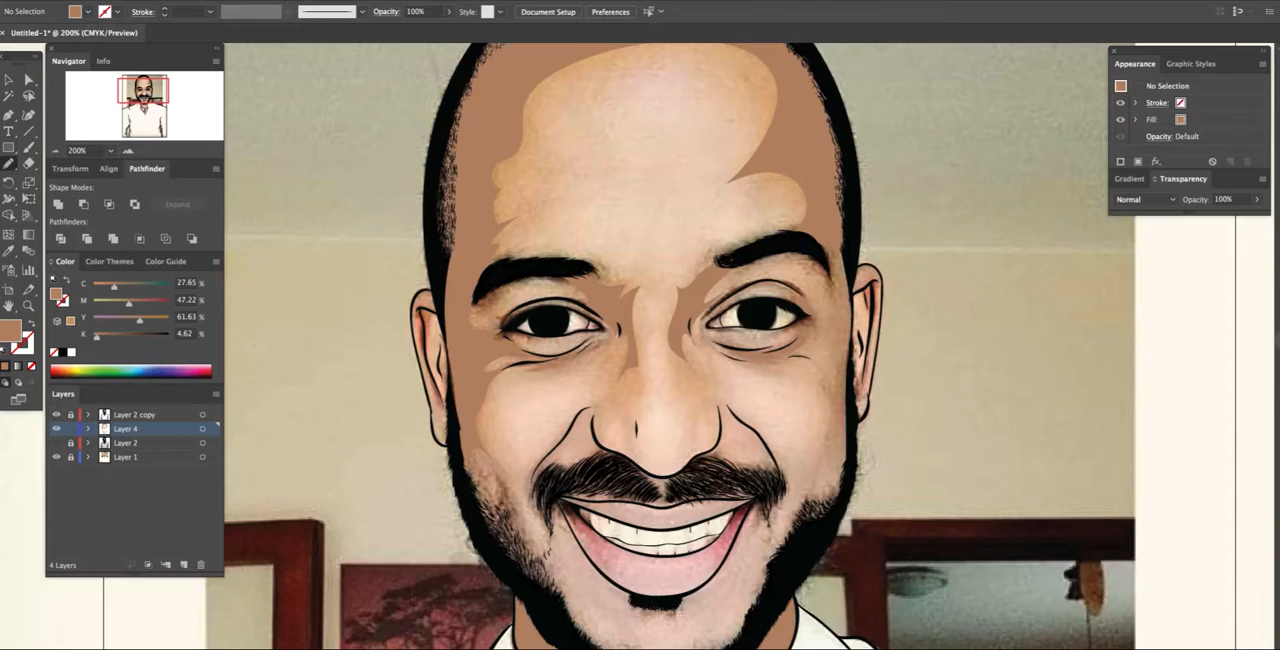 No Selection Stroke: Opacity: 100% Style: Document Setup Preferences
Untitled-1* @ 200% (CMYK/Preview)
Navigator Info
200%
Transform Align Pathfinder
Shape Modes:
Expand
Pathfinders:
Color Color Themes Color Guide
C 27.65 %
M 47.22 %
Y 61.63 %
K 4.62 %
Layers
Layer 2 copy
Layer 4
Layer 2
Layer 1
4 Layers
Appearance Graphic Styles
No Selection
Stroke:
Fill:
Opacity: Default
fx
Gradient Transparency
Normal Opacity: 100%